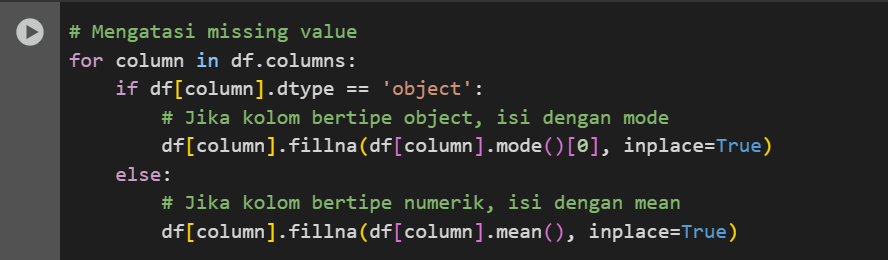 # Mengatasi missing value
for column in df.columns:
    if df[column].dtype == 'object':
        # Jika kolom bertipe object, isi dengan mode
        df[column].fillna(df[column].mode()[0], inplace=True)
    else:
        # Jika kolom bertipe numerik, isi dengan mean
        df[column].fillna(df[column].mean(), inplace=True)